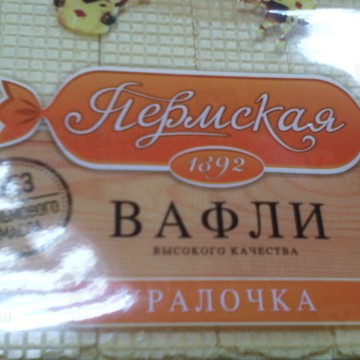 Пермская
1892
ВАФЛИ
ВЫСОКОГО КАЧЕСТВА
РАЛОЧКА